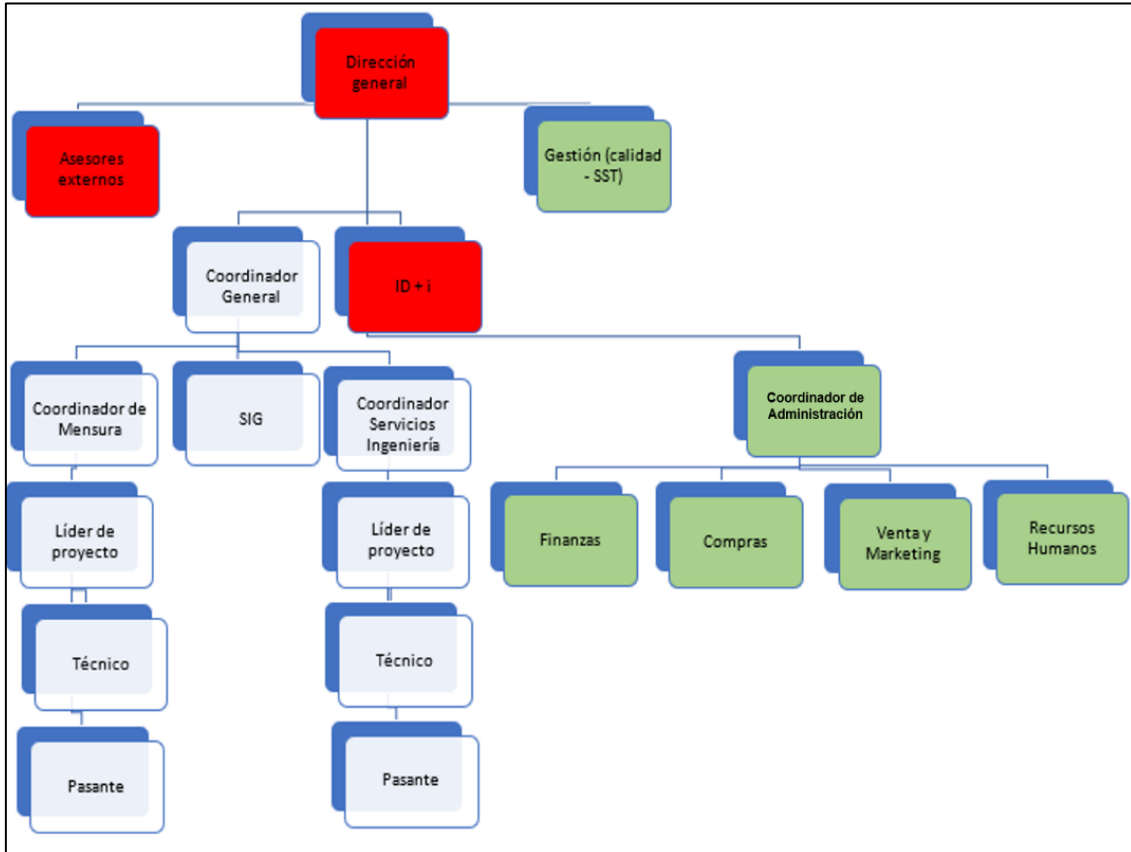 Dirección
general
Asesores
externos
Gestión (calidad
- SST)
Coordinador
General
ID + i
Coordinador de
Mensura
SIG
Coordinador
Servicios
Ingeniería
Coordinador de
Administración
Líder de
proyecto
Líder de
proyecto
Finanzas
Compras
Venta y
Marketing
Recursos
Humanos
Técnico
Técnico
Pasante
Pasante